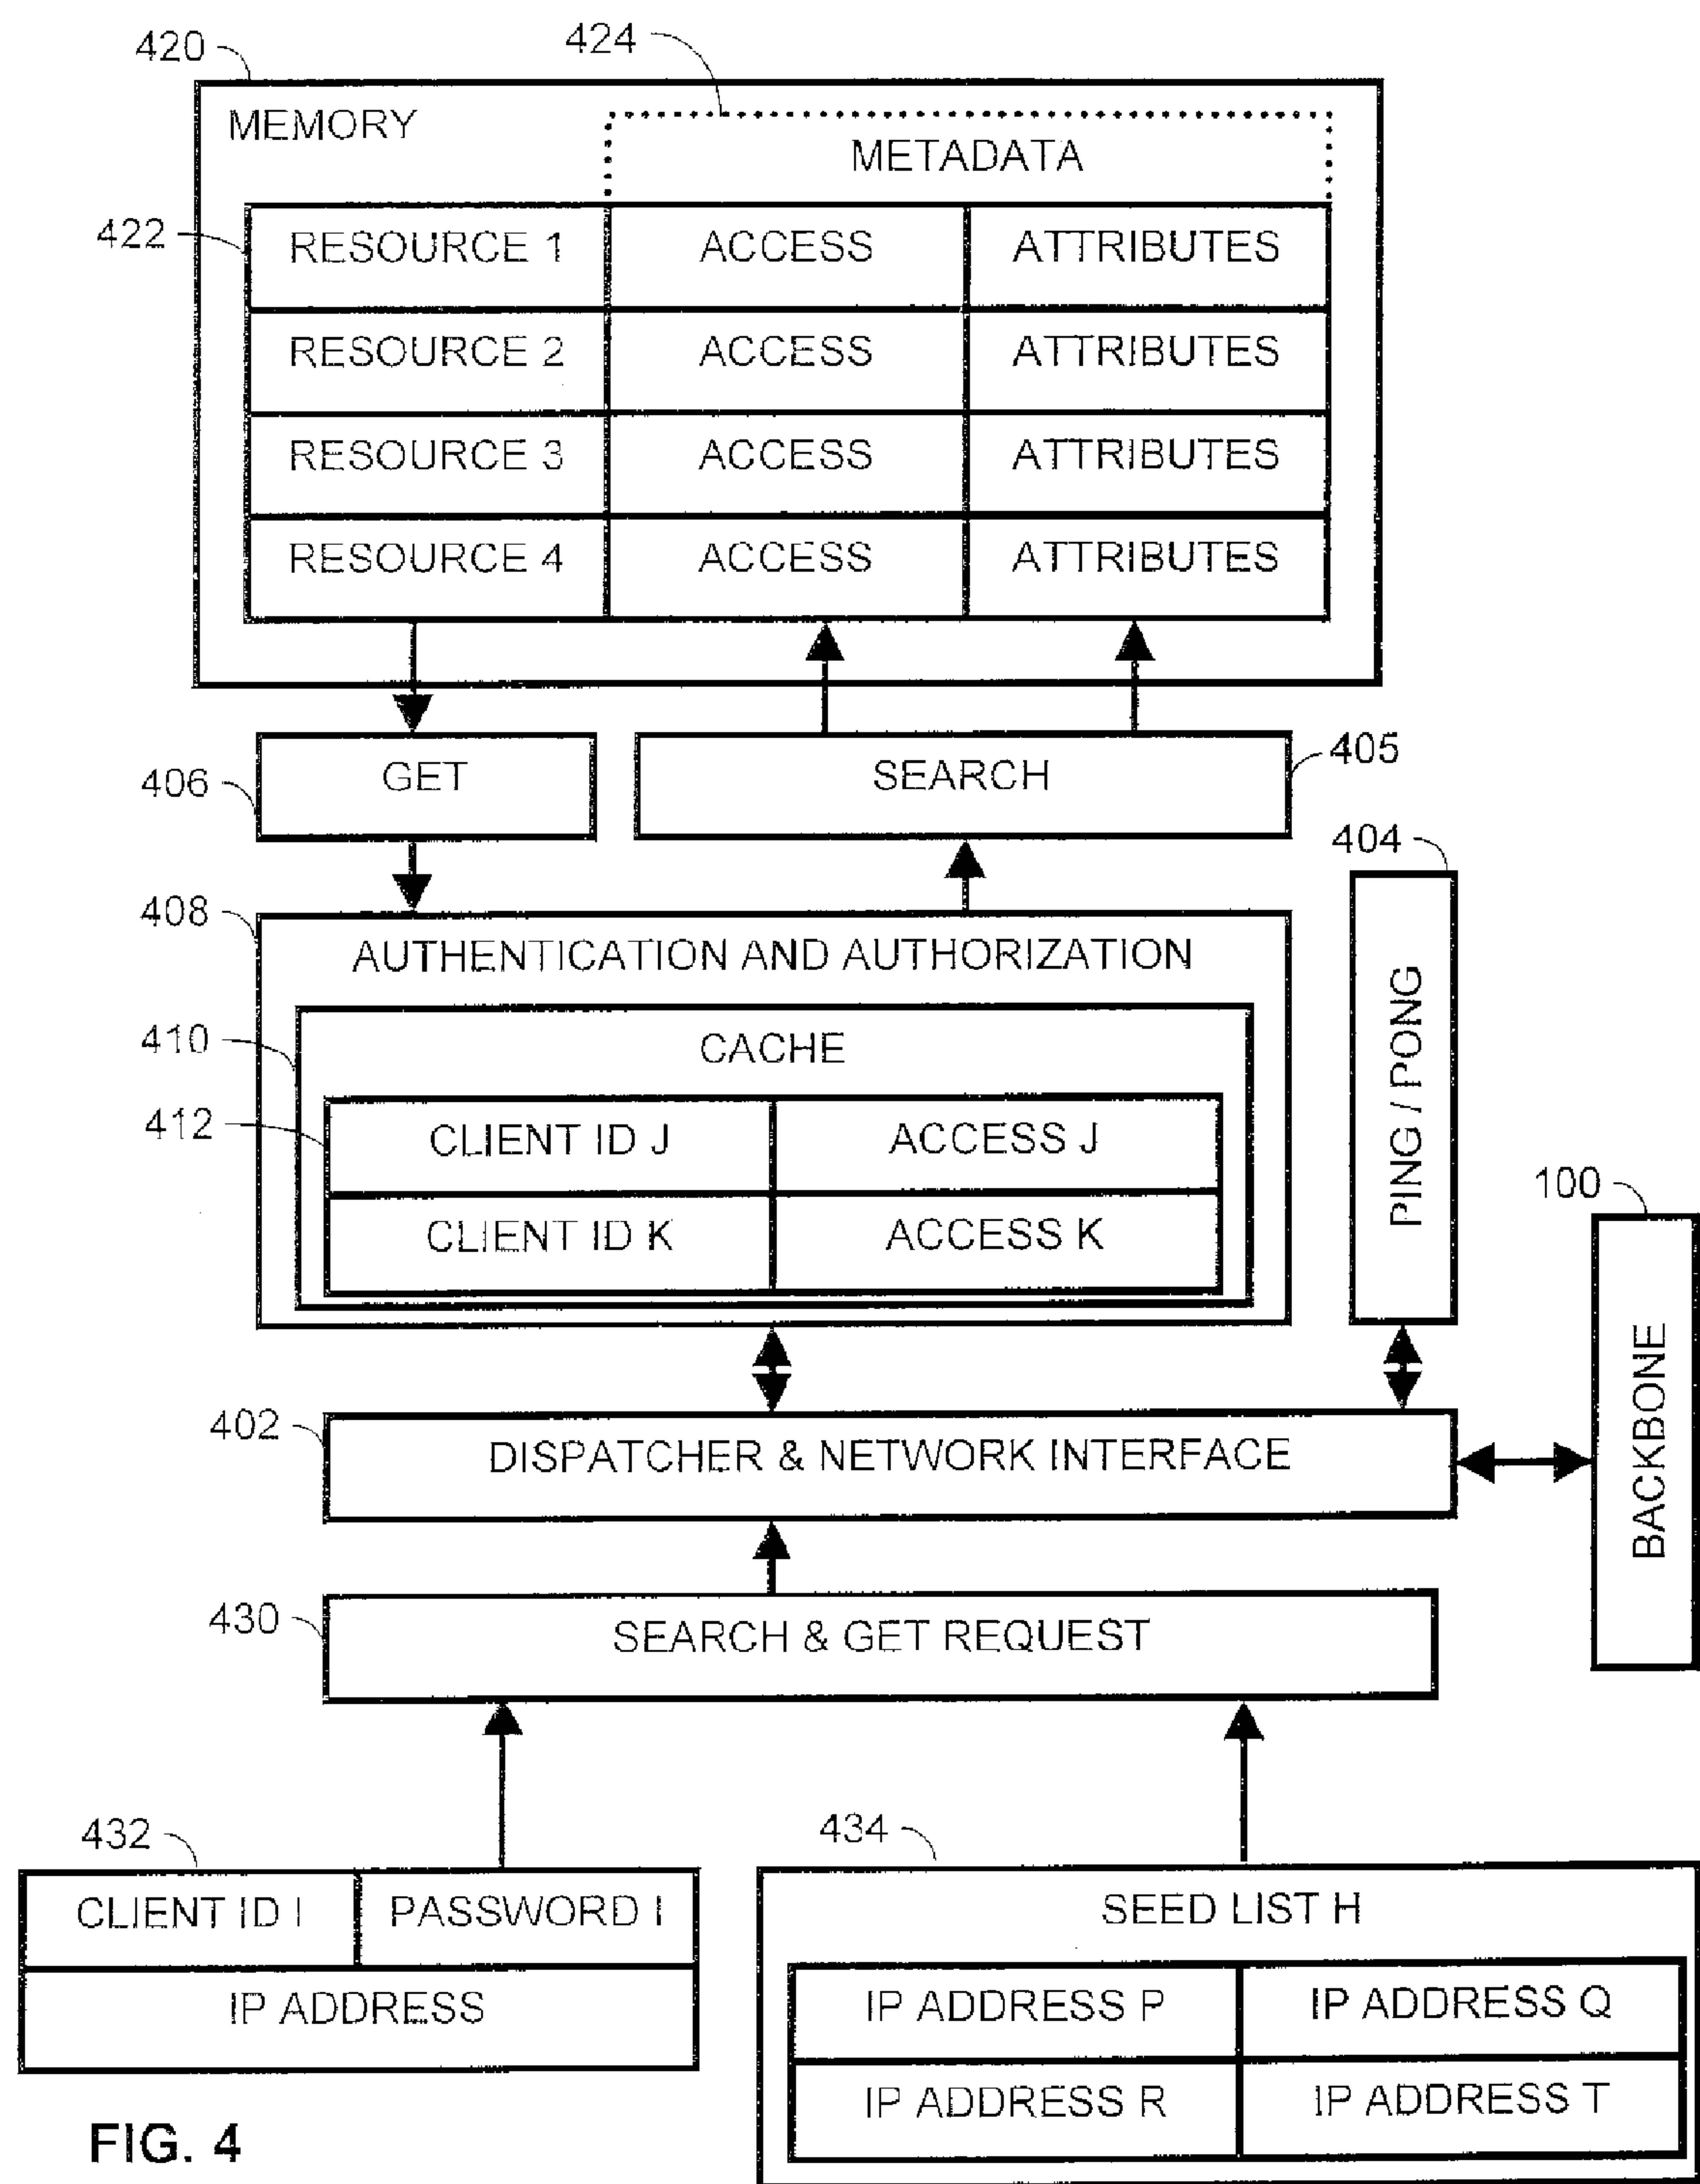 420
424
MEMORY
METADATA
422
RESOURCE 1 ACCESS ATTRIBUTES
RESOURCE 2 ACCESS ATTRIBUTES
RESOURCE 3 ACCESS ATTRIBUTES
RESOURCE 4 ACCESS ATTRIBUTES
406
GET
SEARCH
405
404
408
AUTHENTICATION AND AUTHORIZATION
PING / PONG
410
CACHE
412
CLIENT ID J ACCESS J
CLIENT ID K ACCESS K
100
BACKBONE
402
DISPATCHER & NETWORK INTERFACE
430
SEARCH & GET REQUEST
432
CLIENT ID I PASSWORD I
IP ADDRESS
434
SEED LIST H
IP ADDRESS P IP ADDRESS Q
IP ADDRESS R IP ADDRESS T
FIG. 4